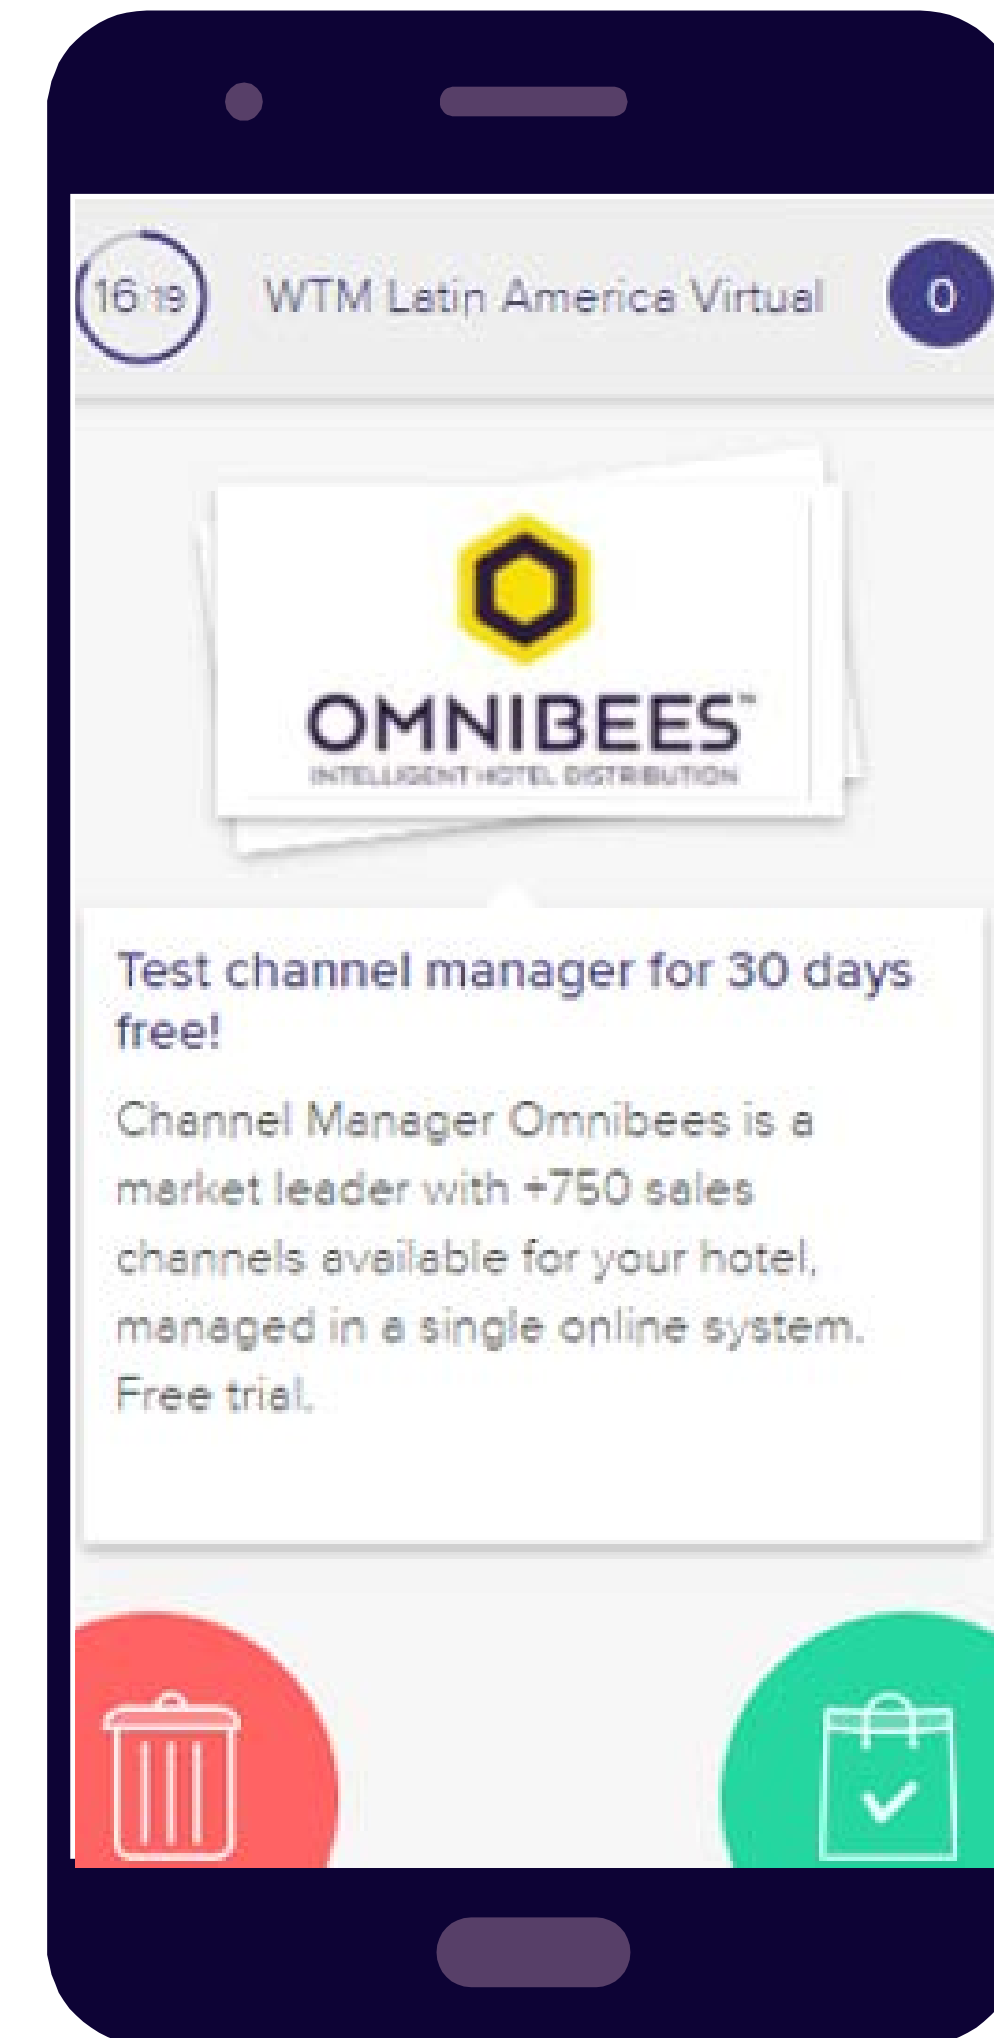 16:19 WTM Latin America Virtual 0
OMNIBEES™
INTELLIGENT HOTEL DISTRIBUTION
Test channel manager for 30 days
free!
Channel Manager Omnibees is a
market leader with +750 sales
channels available for your hotel,
managed in a single online system.
Free trial.